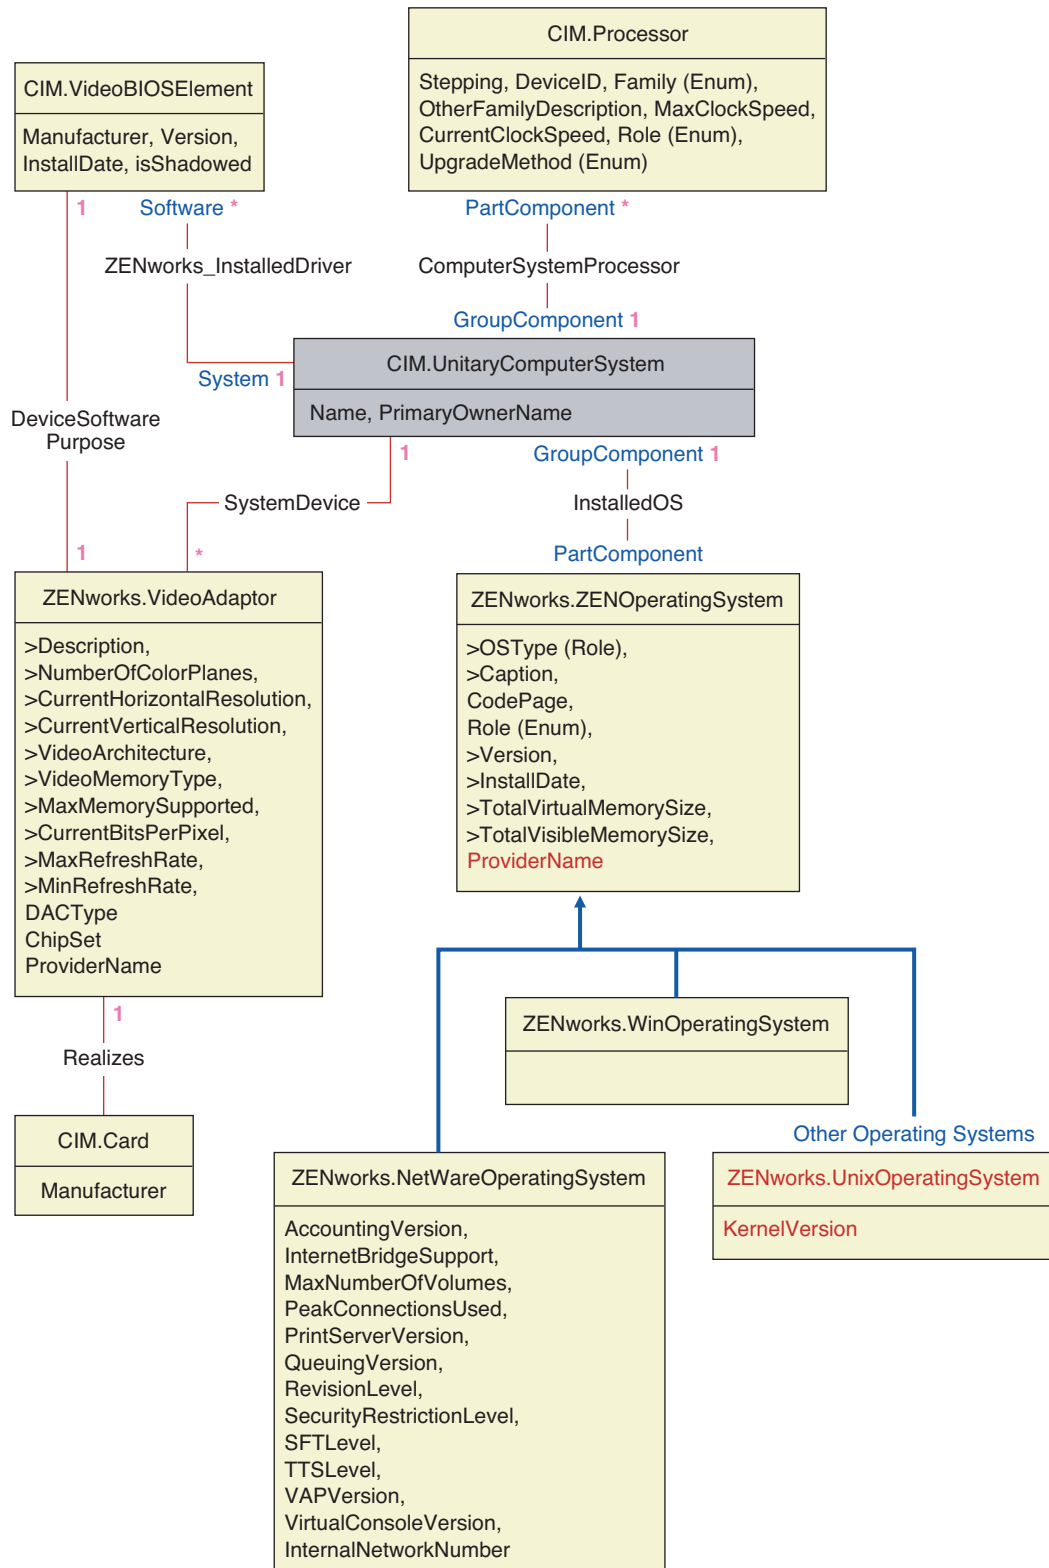 CIM.Processor
Stepping, DeviceID, Family (Enum),
OtherFamilyDescription, MaxClockSpeed,
CurrentClockSpeed, Role (Enum),
UpgradeMethod (Enum)
CIM.VideoBIOSElement
Manufacturer, Version,
InstallDate, isShadowed
1
Software *
PartComponent *
ZENworks_InstalledDriver
ComputerSystemProcessor
GroupComponent 1
System 1
CIM.UnitaryComputerSystem
Name, PrimaryOwnerName
DeviceSoftware
Purpose
1
GroupComponent 1
SystemDevice
InstalledOS
1
*
PartComponent
ZENworks.VideoAdaptor
>Description,
>NumberOfColorPlanes,
>CurrentHorizontalResolution,
>CurrentVerticalResolution,
>VideoArchitecture,
>VideoMemoryType,
>MaxMemorySupported,
>CurrentBitsPerPixel,
>MaxRefreshRate,
>MinRefreshRate,
DACType
ChipSet
ProviderName
ZENworks.ZENOperatingSystem
>OSType (Role),
>Caption,
CodePage,
Role (Enum),
>Version,
>InstallDate,
>TotalVirtualMemorySize,
>TotalVisibleMemorySize,
ProviderName
1
Realizes
CIM.Card
Manufacturer
ZENworks.WinOperatingSystem
Other Operating Systems
ZENworks.NetWareOperatingSystem
AccountingVersion,
InternetBridgeSupport,
MaxNumberOfVolumes,
PeakConnectionsUsed,
PrintServerVersion,
QueuingVersion,
RevisionLevel,
SecurityRestrictionLevel,
SFTLevel,
TTSLevel,
VAPVersion,
VirtualConsoleVersion,
InternalNetworkNumber
ZENworks.UnixOperatingSystem
KernelVersion